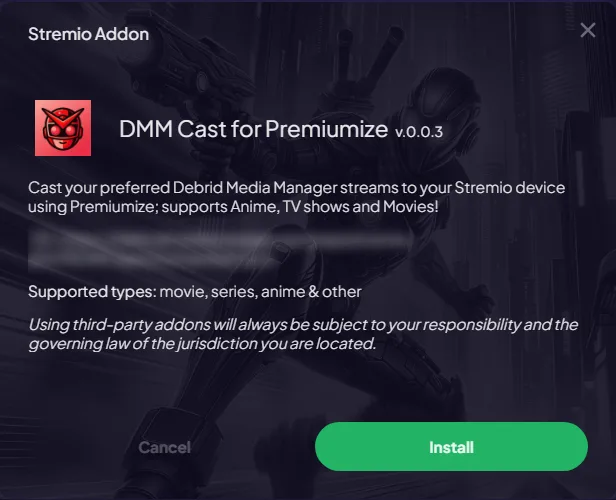 Stremio Addon
DMM Cast for Premiumize v.0.0.3
Cast your preferred Debrid Media Manager streams to your Stremio device
using Premiumize; supports Anime, TV shows and Movies!
Supported types: movie, series, anime & other
Using third-party addons will always be subject to your responsibility and the
governing law of the jurisdiction you are located.
Cancel
Install